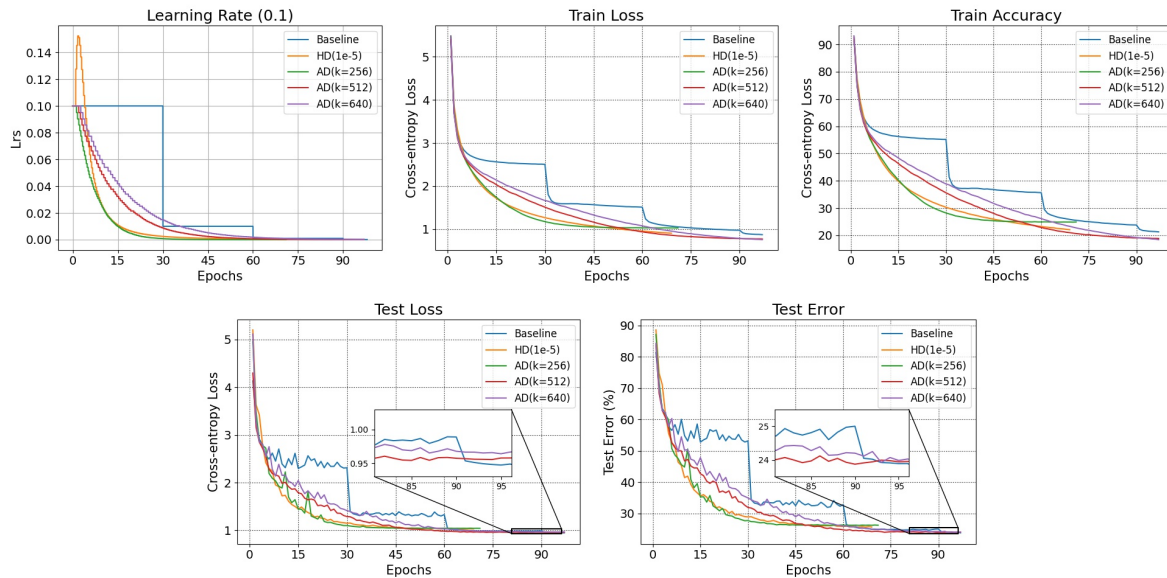 Learning Rate (0.1)
Lrs
0.14
0.12
0.10
0.08
0.06
0.04
0.02
0.00
0
15
30
45
60
75
90
Epochs
Baseline
HD(1e-5)
AD(k=256)
AD(k=512)
AD(k=640)
Train Loss
Cross-entropy Loss
5
4
3
2
1
0
15
30
45
60
75
90
Epochs
Baseline
HD(1e-5)
AD(k=256)
AD(k=512)
AD(k=640)
Train Accuracy
Cross-entropy Loss
90
80
70
60
50
40
30
20
0
15
30
45
60
75
90
Epochs
Baseline
HD(1e-5)
AD(k=256)
AD(k=512)
AD(k=640)
Test Loss
Cross-entropy Loss
5
4
3
2
1
0
15
30
45
60
75
90
Epochs
Baseline
HD(1e-5)
AD(k=256)
AD(k=512)
AD(k=640)
1.00
0.95
85
90
95
Test Error
Test Error (%)
90
80
70
60
50
40
30
0
15
30
45
60
75
90
Epochs
Baseline
HD(1e-5)
AD(k=256)
AD(k=512)
AD(k=640)
25
24
85
90
95